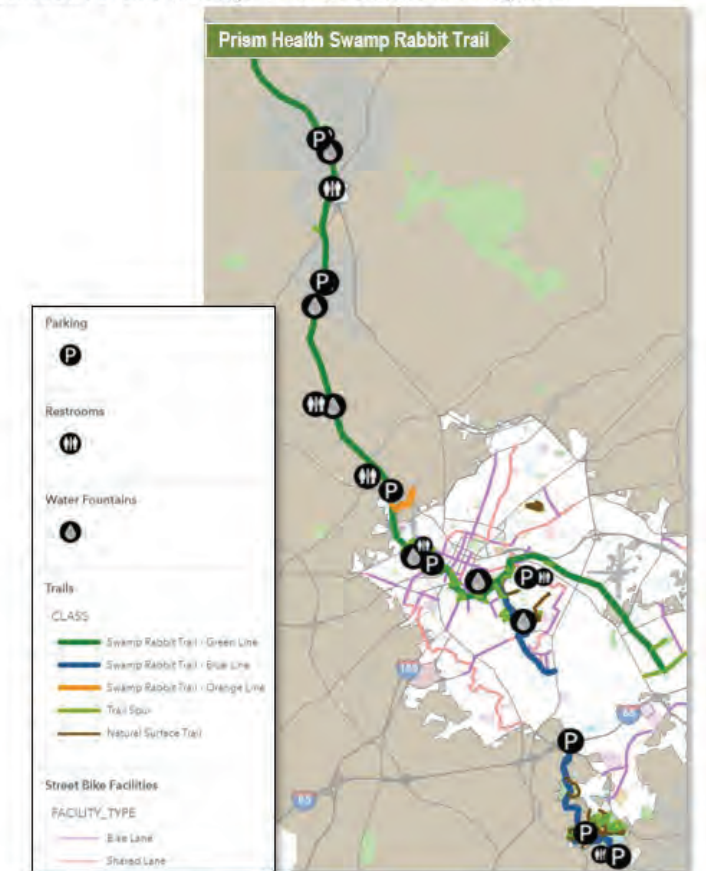 Prism Health Swamp Rabbit Trail
Parking
P
Restrooms
Water Fountains
Trails
CLASS
Swamp Rabbit Trail - Green Line
Swamp Rabbit Trail - Blue Line
Swamp Rabbit Trail - Orange Line
Trail Spur
Natural Surface Trail
Street Bike Facilities
FACILITY_TYPE
Bike Lane
Shared Lane
P
P
P
P
P
185
P
85
P
P